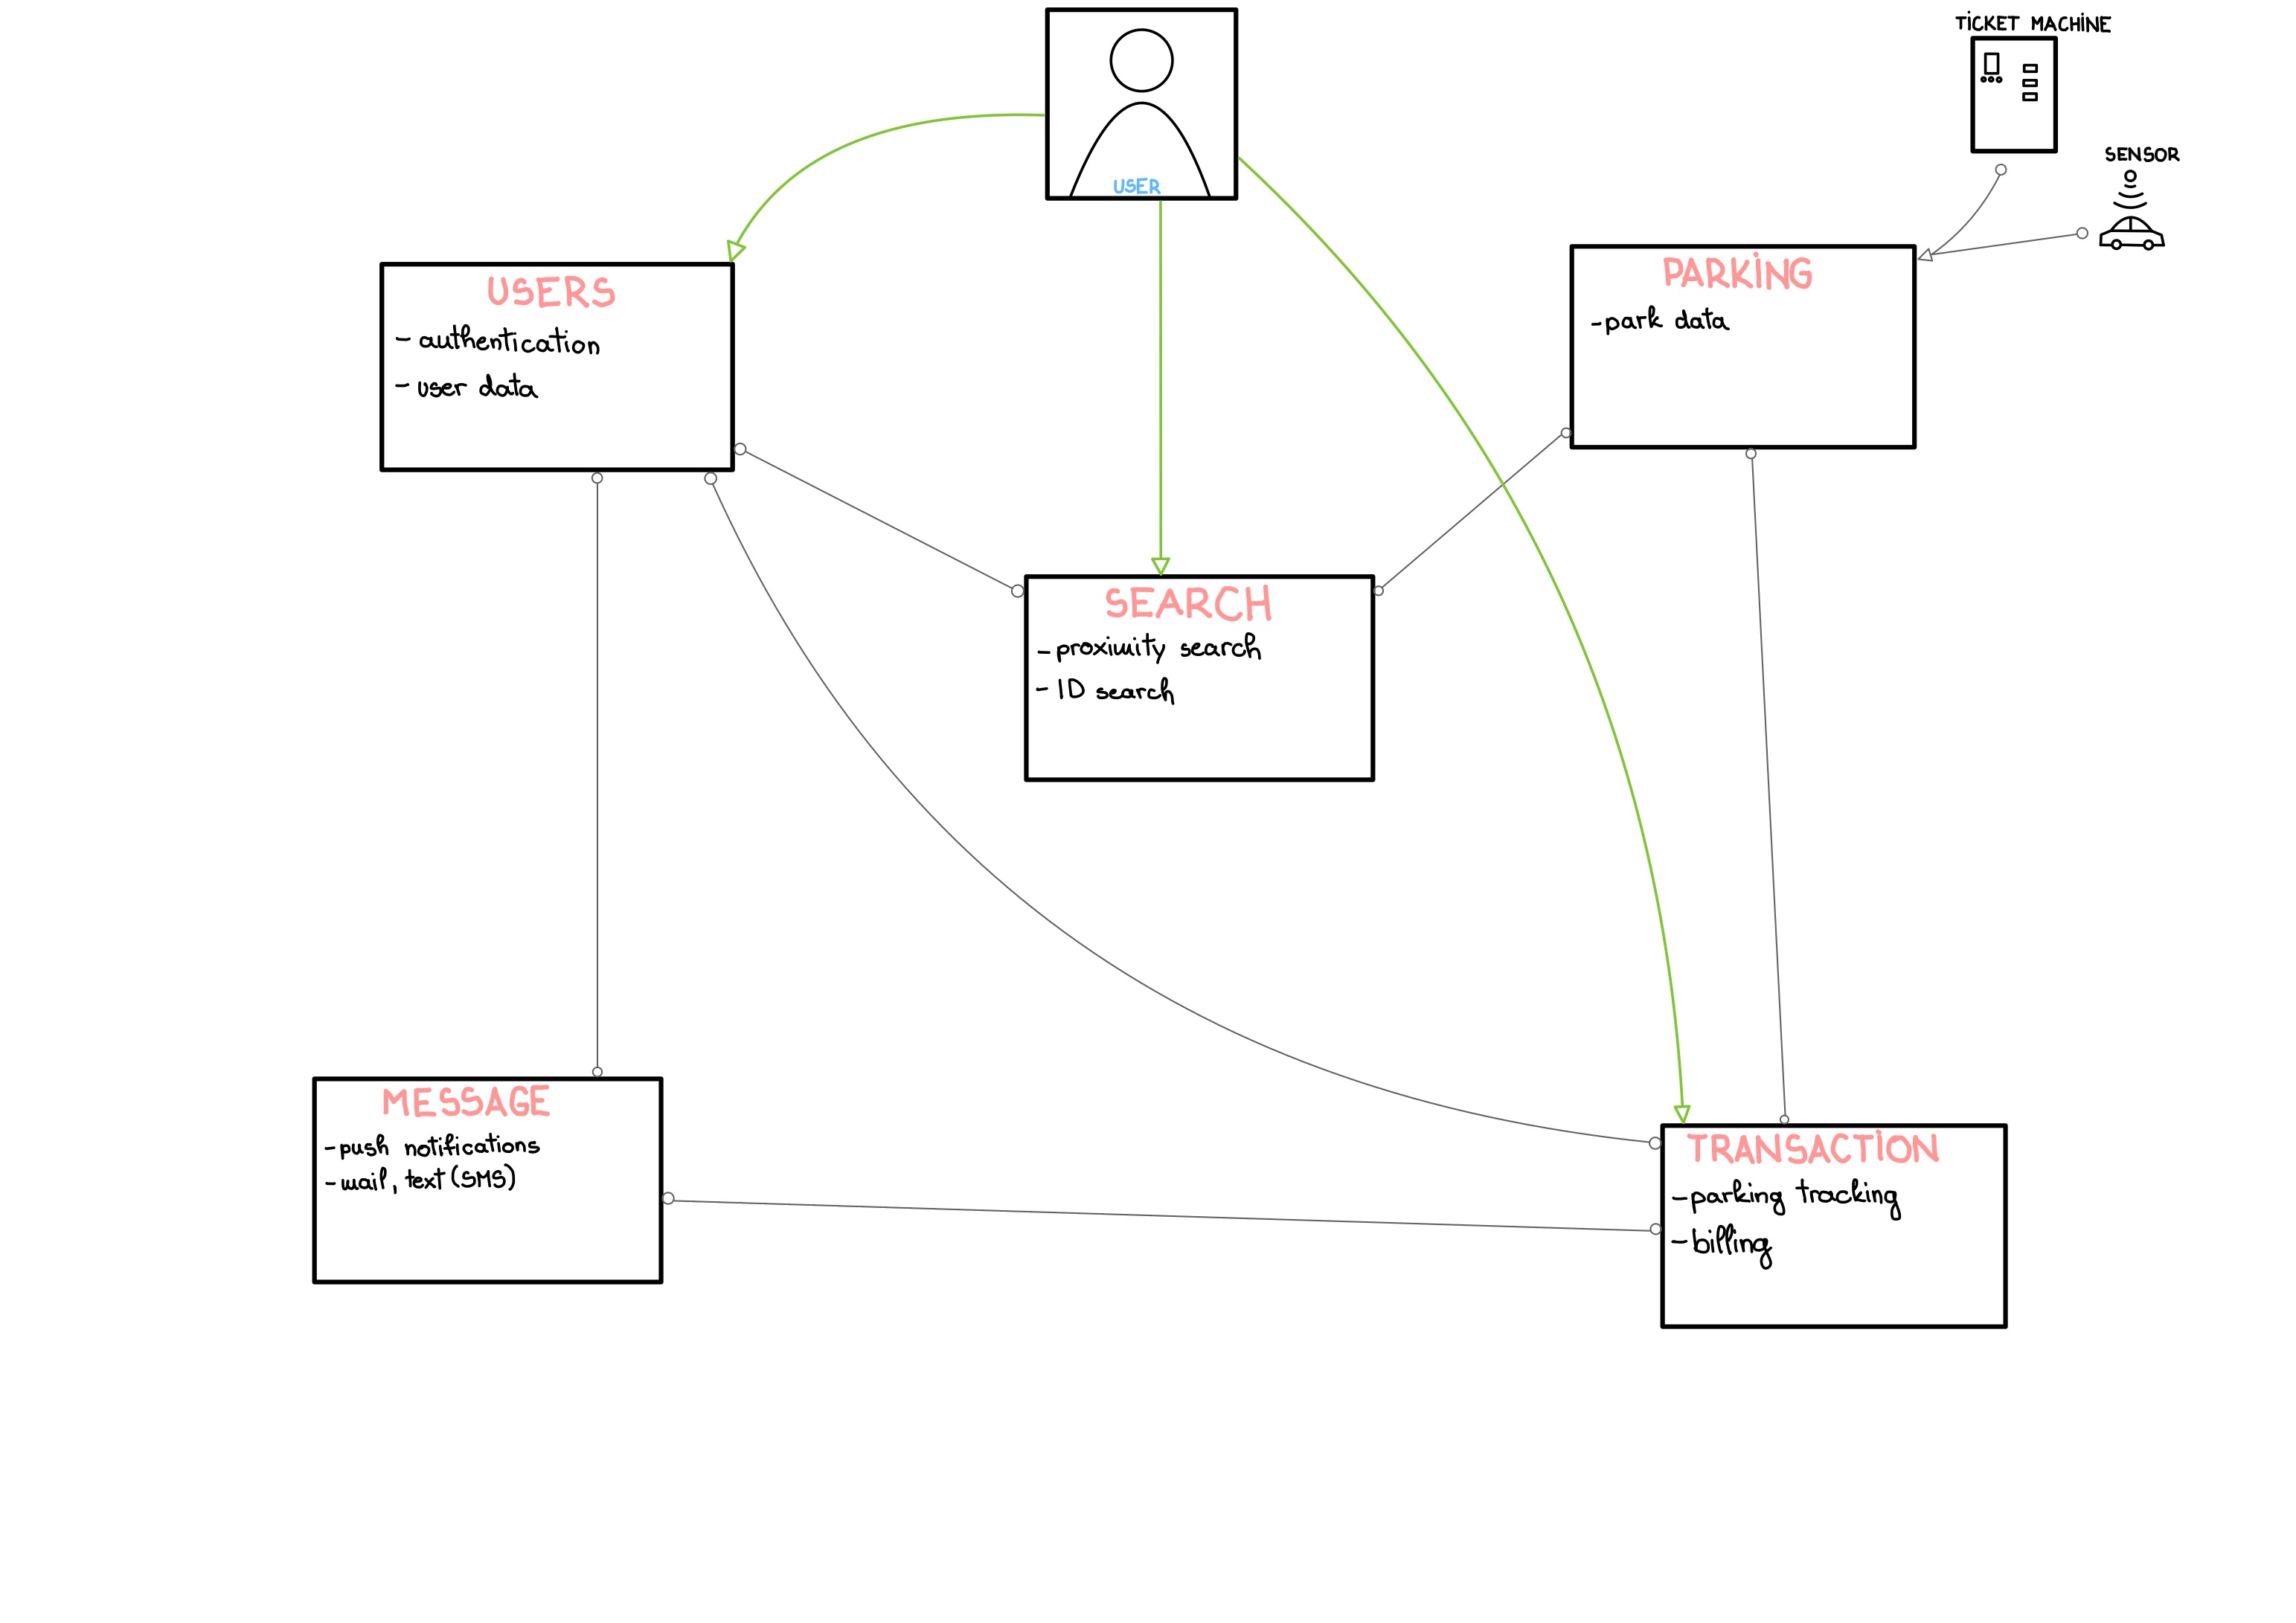 TICKET MACHINE
USER
SENSOR
USERS
- authentication
- user data
PARKING
- park data
SEARCH
- proximity search
- ID search
MESSAGE
- push notifications
- mail, text (SMS)
TRANSACTION
- parking tracking
- billing